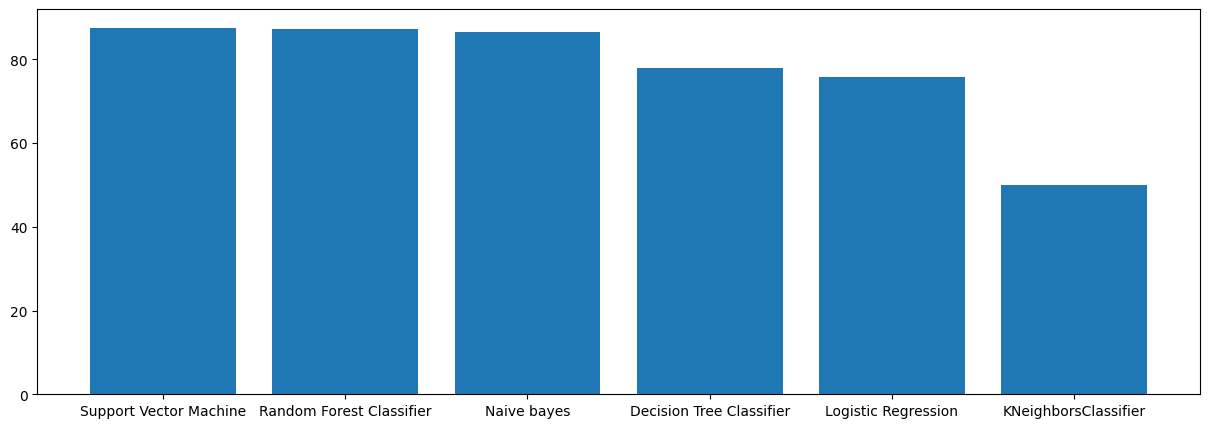 80
60
40
20
0
Support Vector Machine
Random Forest Classifier
Naive bayes
Decision Tree Classifier
Logistic Regression
KNeighborsClassifier